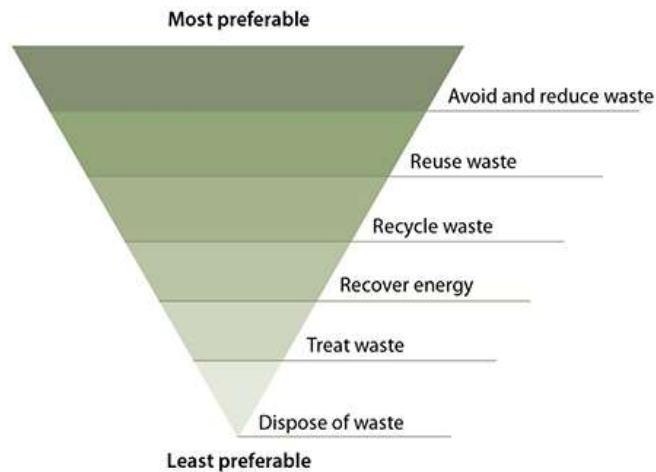 Most preferable
Avoid and reduce waste
Reuse waste
Recycle waste
Recover energy
Treat waste
Dispose of waste
Least preferable